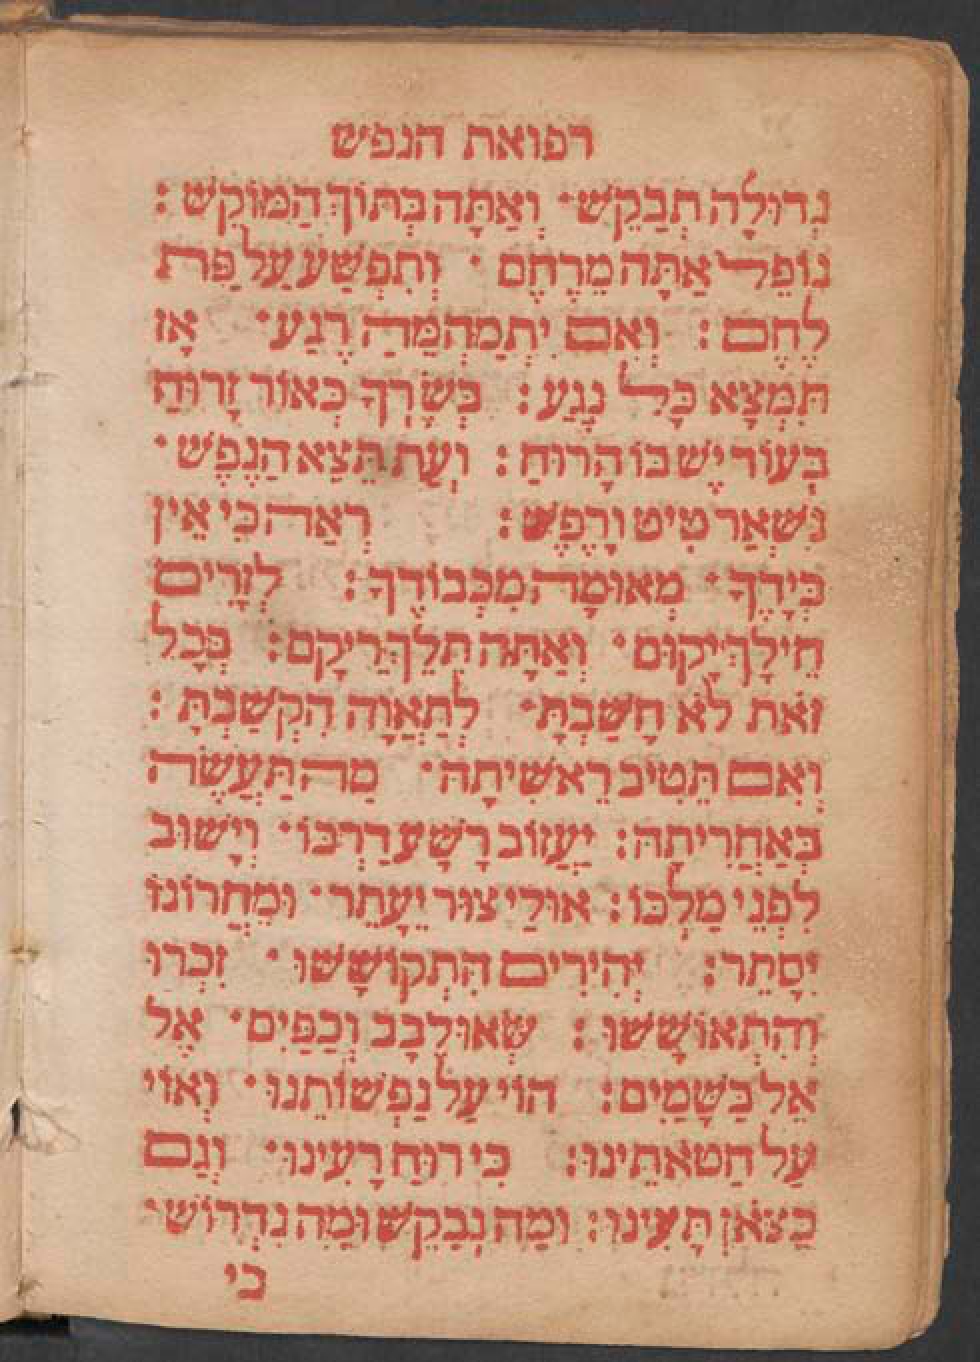 רפואת הנפש
גְדוּלָה תְבַקֵש· וְאַתָּה בְּתוֹךְ הַמּוֹקֵש :
נוֹפֵל אַתָּה מֵרֶחֶם · וְתִפְשַׁע עַל פַּת
לֶחֶם : וְאִם יִתְמַהְמַהּ רֶגַע · אָז
תִּמְצָא כָּל נֶגַע : בְּשָׂרְךָ כְּאוֹר זָרוּחַ
בְּעוֹד יֶש בּוֹ הָרוּחַ : וְעֵת תֵּצֵא הַנֶפֶש ·
נִשְׁאַר טִיט וָרֶפֶש : רְאֵה כִי אֵין
בְּיָדֶךָ · מְאוּמָה מִכְּבוֹדֶךָ : לְזָרִים
חֵילָךְ יָקוּם · וְאַתָּה תֵלֵךְ רֵיקָם : בְּכָל
זֹאת לֹא חָשַׁבְתָּ · לְתַאֲוָה הִקְשַׁבְתָּ :
וְאִם תֵּטִיב רֵאשִׁיתָהּ · מַה תַּעֲשֶׂה
בְּאַחֲרִיתָהּ : יַעֲזוֹב רָשָׁע דַרְכּוֹ · וְיָשׁוּב
לִפְנֵי מַלְכּוֹ : אוּלַי צוּר יֵעָתֵר · וּמֵחֲרוֹנוֹ
יִסָּתֵר : יְהִירִים הִתְקוֹשָׁשׁוּ · זִכְרוּ
וְהִתְאוֹשָׁשׁוּ : שְׂאוּ לֵבָב וְכַפַּיִם · אֶל
אֵל בַּשָּׁמַיִם : הוֹי עַל נַפְשׁוֹתֵנוּ · וְאוֹי
עַל חַטֹאתֵינוּ : כִּי רוּחַ רָעִינוּ · וְגַם
כַּצֹּאן תָּעִינוּ : וּמַה נְבַקֵש וּמַה נִדְרוֹש ·
כי